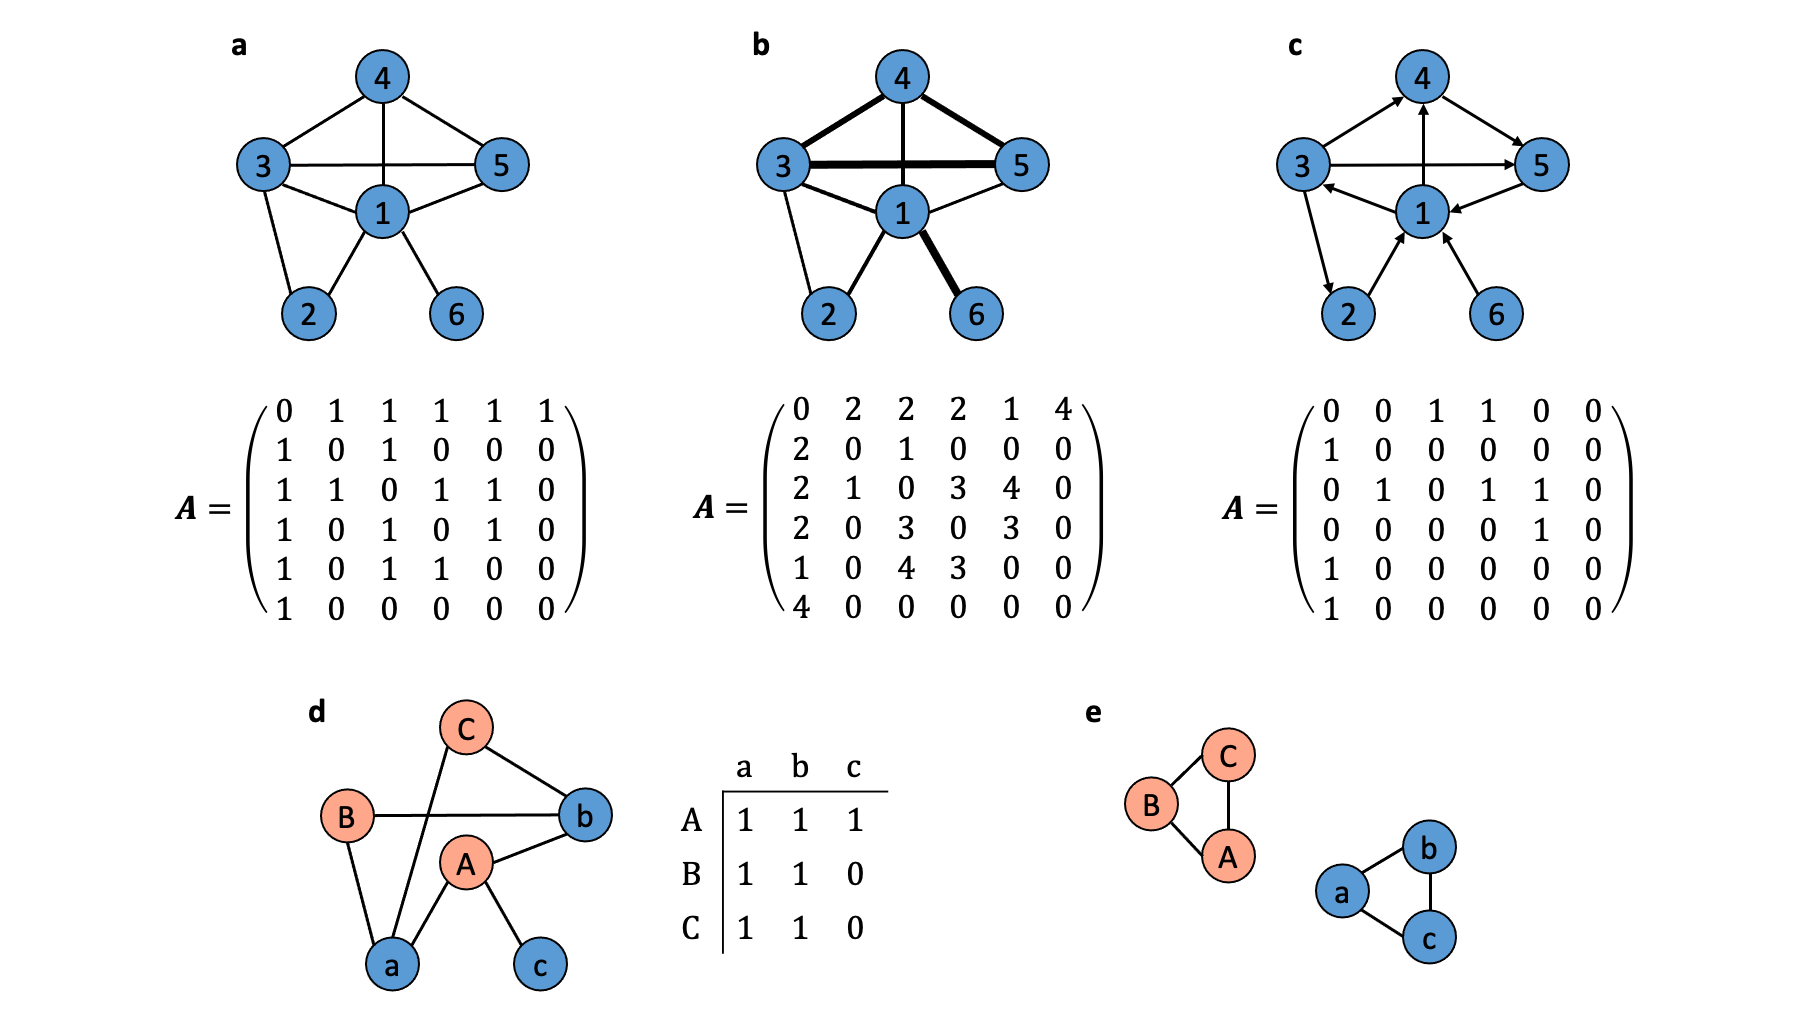 a
4
3 5
1
2 6
A =
0 1 1 1 1 1
1 0 1 0 0 0
1 1 0 1 1 0
1 0 1 0 1 0
1 0 1 1 0 0
1 0 0 0 0 0
b
4
3 5
1
2 6
A =
0 2 2 2 1 4
2 0 1 0 0 0
2 1 0 3 4 0
2 0 3 0 3 0
1 0 4 3 0 0
4 0 0 0 0 0
c
4
3 5
1
2 6
A =
0 0 1 1 0 0
1 0 0 0 0 0
0 1 0 1 1 0
0 0 0 0 1 0
1 0 0 0 0 0
1 0 0 0 0 0
d
C
B b
A
a c
a b c
A 1 1 1
B 1 1 0
C 1 1 0
e
C
B
A
b
a
c